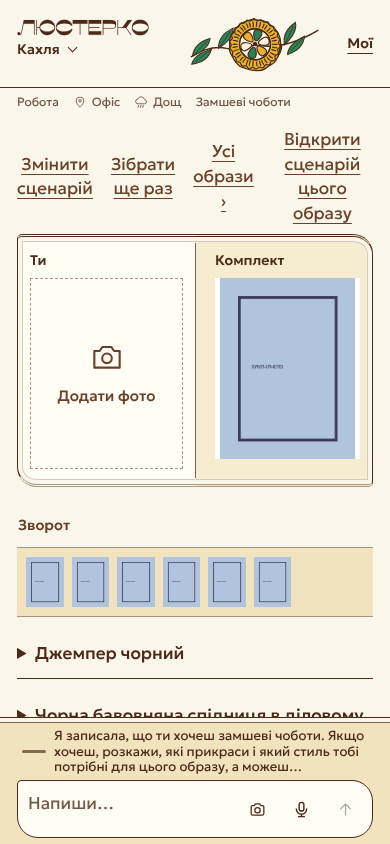 ЛЮСТЕРКО
Кахля
Мої
Робота Офіс Дощ Замшеві чоботи
Змінити сценарій
Зібрати ще раз
Усі образи ›
Відкрити сценарій цього образу
Ти
Комплект
Додати фото
Зворот
Джемпер чорний
Чорна бавовняна спідниця в діловому
Я записала, що ти хочеш замшеві чоботи. Якщо
хочеш, розкажи, які прикраси і який стиль тобі
потрібні для цього образу, а можеш…
Напиши…